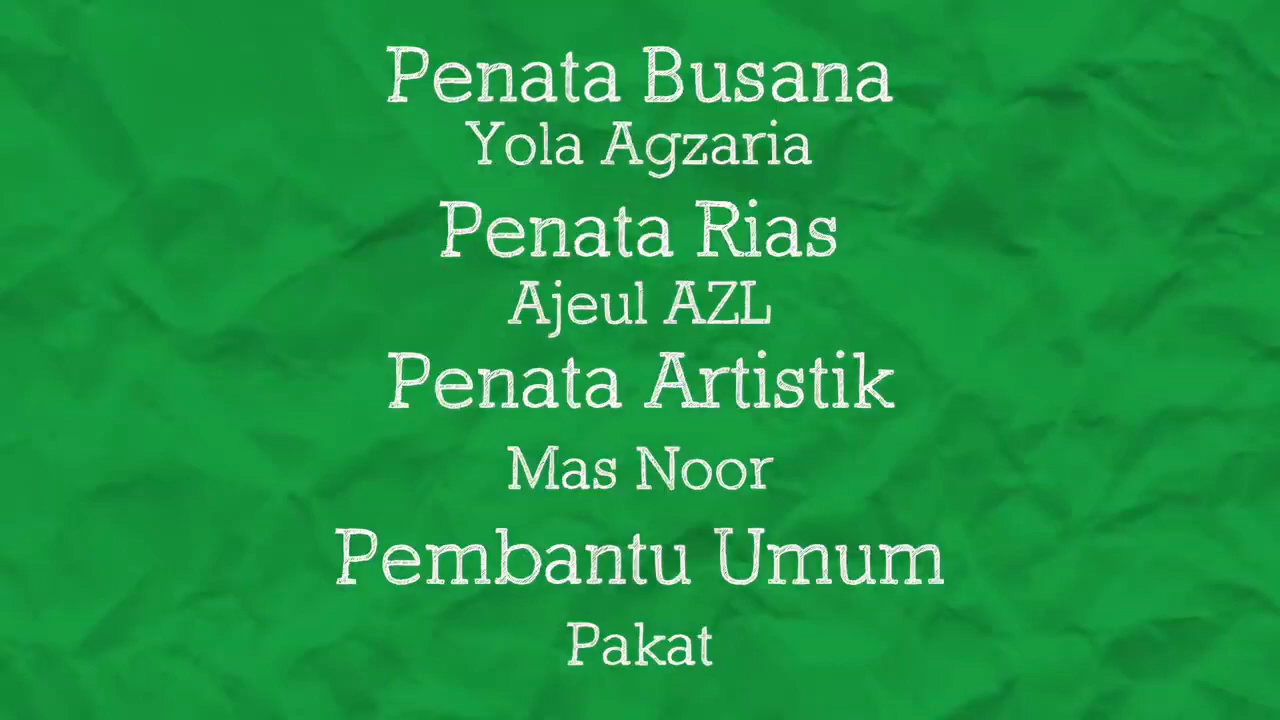 Penata Busana
Yola Agzaria
Penata Rias
Ajeul AZL
Penata Artistik
Mas Noor
Pembantu Umum
Pakat